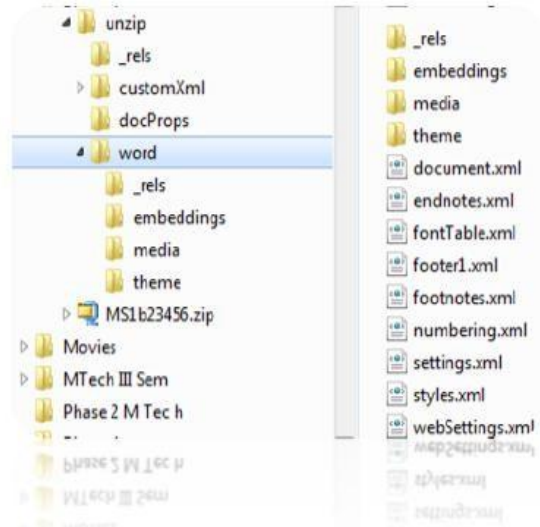 unzip
_rels
customXml
docProps
word
_rels
embeddings
media
theme
MS1b23456.zip
Movies
MTech III Sem
Phase 2 M Tec h
_rels
embeddings
media
theme
document.xml
endnotes.xml
fontTable.xml
footer1.xml
footnotes.xml
numbering.xml
settings.xml
styles.xml
webSettings.xml